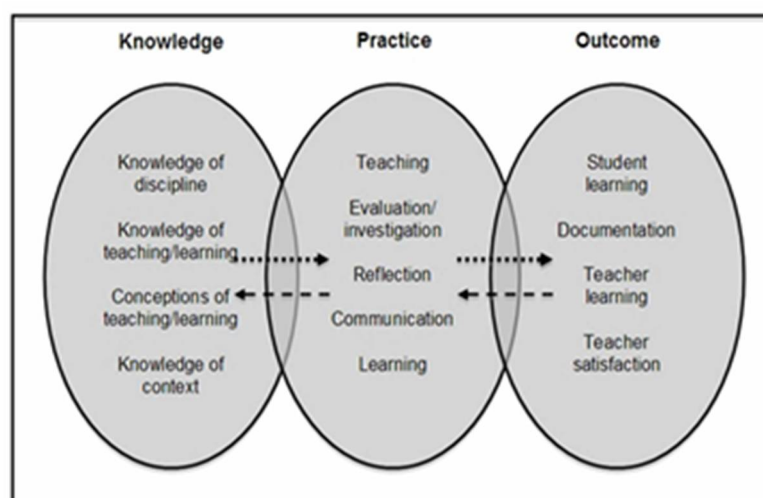 Knowledge
Knowledge of
discipline
Knowledge of
teaching/learning
Conceptions of
teaching/learning
Knowledge of
context
Practice
Teaching
Evaluation/
investigation
Reflection
Communication
Learning
Outcome
Student
learning
Documentation
Teacher
learning
Teacher
satisfaction